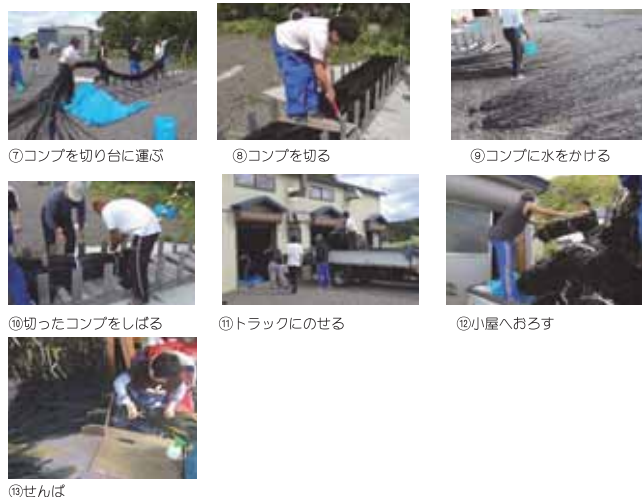 ⑦コンブを切り台に運ぶ
⑧コンブを切る
⑨コンブに水をかける
⑩切ったコンブをしばる
⑪トラックにのせる
⑫小屋へおろす
⑬せんば